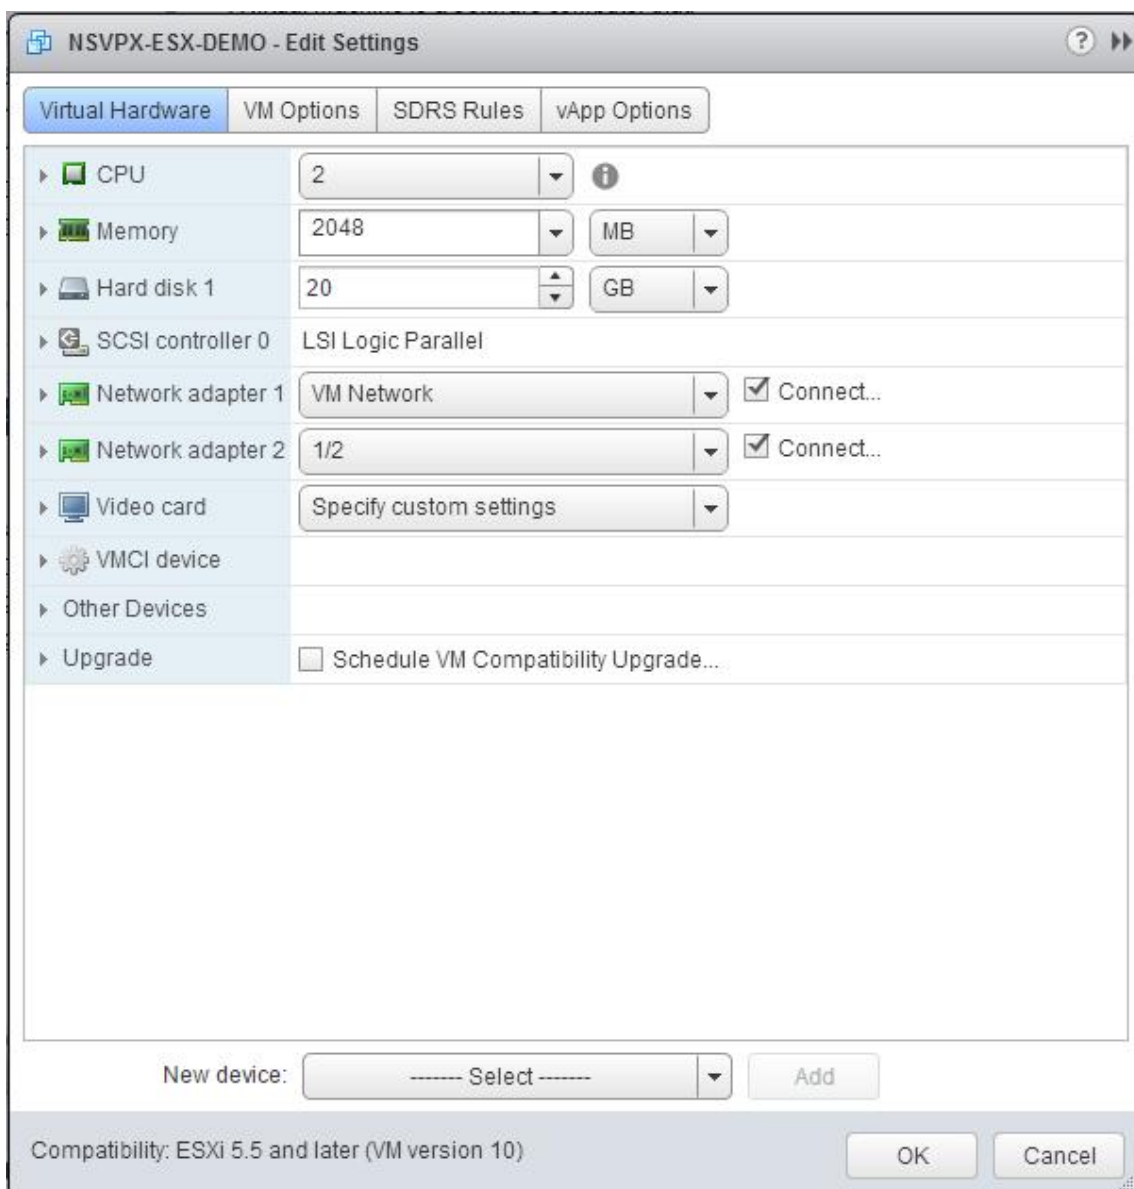 NSVPX-ESX-DEMO - Edit Settings
Virtual Hardware VM Options SDRS Rules vApp Options
CPU 2
Memory 2048 MB
Hard disk 1 20 GB
SCSI controller 0 LSI Logic Parallel
Network adapter 1 VM Network Connect...
Network adapter 2 1/2 Connect...
Video card Specify custom settings
VMCI device
Other Devices
Upgrade Schedule VM Compatibility Upgrade...
New device: ------- Select ------- Add
Compatibility: ESXi 5.5 and later (VM version 10) OK Cancel